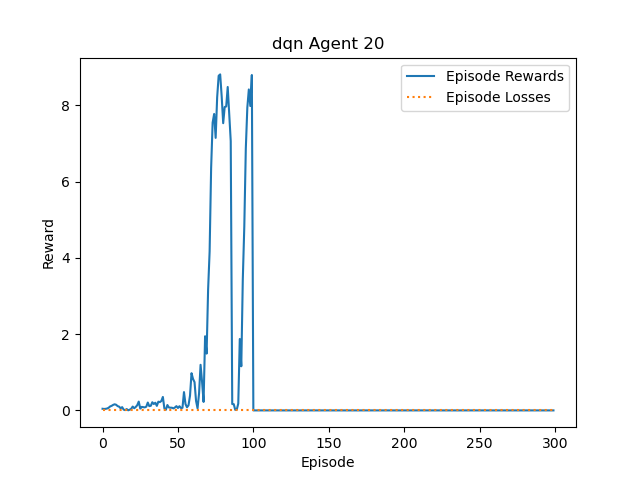 dqn Agent 20
Episode Rewards
Episode Losses
Reward
8
6
4
2
0
0 50 100 150 200 250 300
Episode